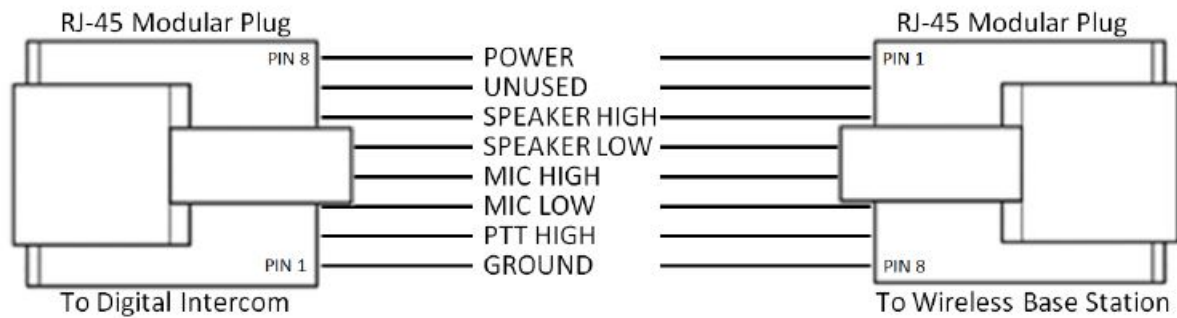 RJ-45 Modular Plug
RJ-45 Modular Plug
PIN 8
POWER
PIN 1
UNUSED
SPEAKER HIGH
SPEAKER LOW
MIC HIGH
MIC LOW
PTT HIGH
PIN 1
GROUND
PIN 8
To Digital Intercom
To Wireless Base Station